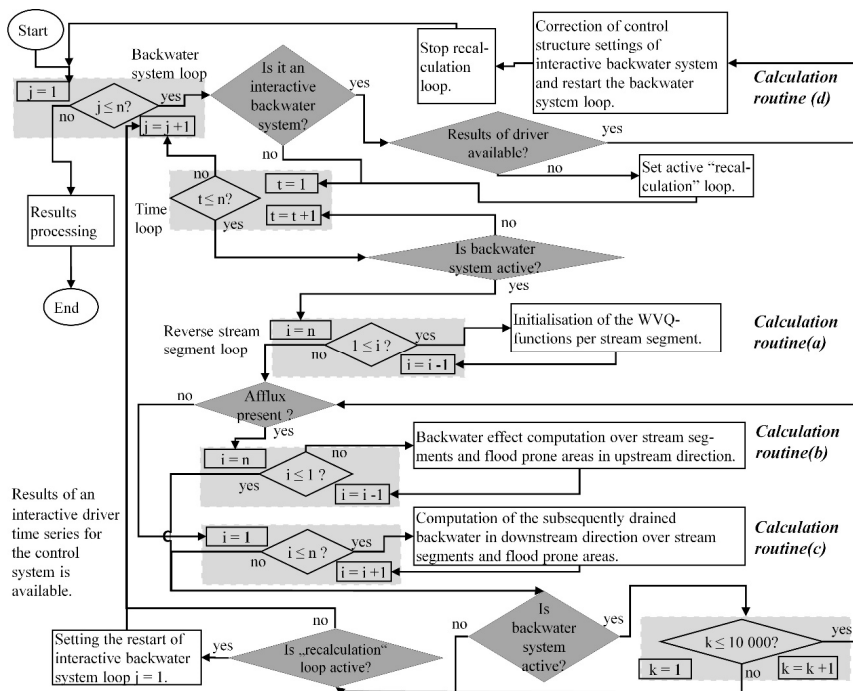 Start
Backwater
system loop
j = 1
j ≤ n?
yes
no
j = j +1
Is it an
interactive
backwater
system?
yes
no
Stop recal-
culation
loop.
Correction of control
structure settings of
interactive backwater system
and restart the backwater
system loop.
Calculation
routine (d)
Results of driver
available?
yes
no
Set active “recal-
culation” loop.
Results
processing
End
Time
loop
no
t ≤ n?
yes
t = 1
t = t +1
no
Is backwater
system active?
yes
Reverse stream
segment loop
i = n
1 ≤ i ?
yes
no
i = i -1
Initialisation of the WVQ-
functions per stream segment.
Calculation
routine(a)
no
Afflux
present ?
yes
i = n
no
yes
i ≤ 1 ?
i = i -1
Backwater effect computation over stream seg-
ments and flood prone areas in upstream direction.
Calculation
routine(b)
Results of an
interactive driver
time series for
the control
system is
available.
i = 1
i ≤ n ?
yes
no
i = i +1
Computation of the subsequently drained
backwater in downstream direction over stream
segments and flood prone areas.
Calculation
routine(c)
Setting the restart of
interactive backwater
system loop j = 1.
yes
no
Is „recalculation“
loop active?
no
Is
backwater
system
active?
yes
k ≤ 10 000?
yes
k = 1
no
k = k +1